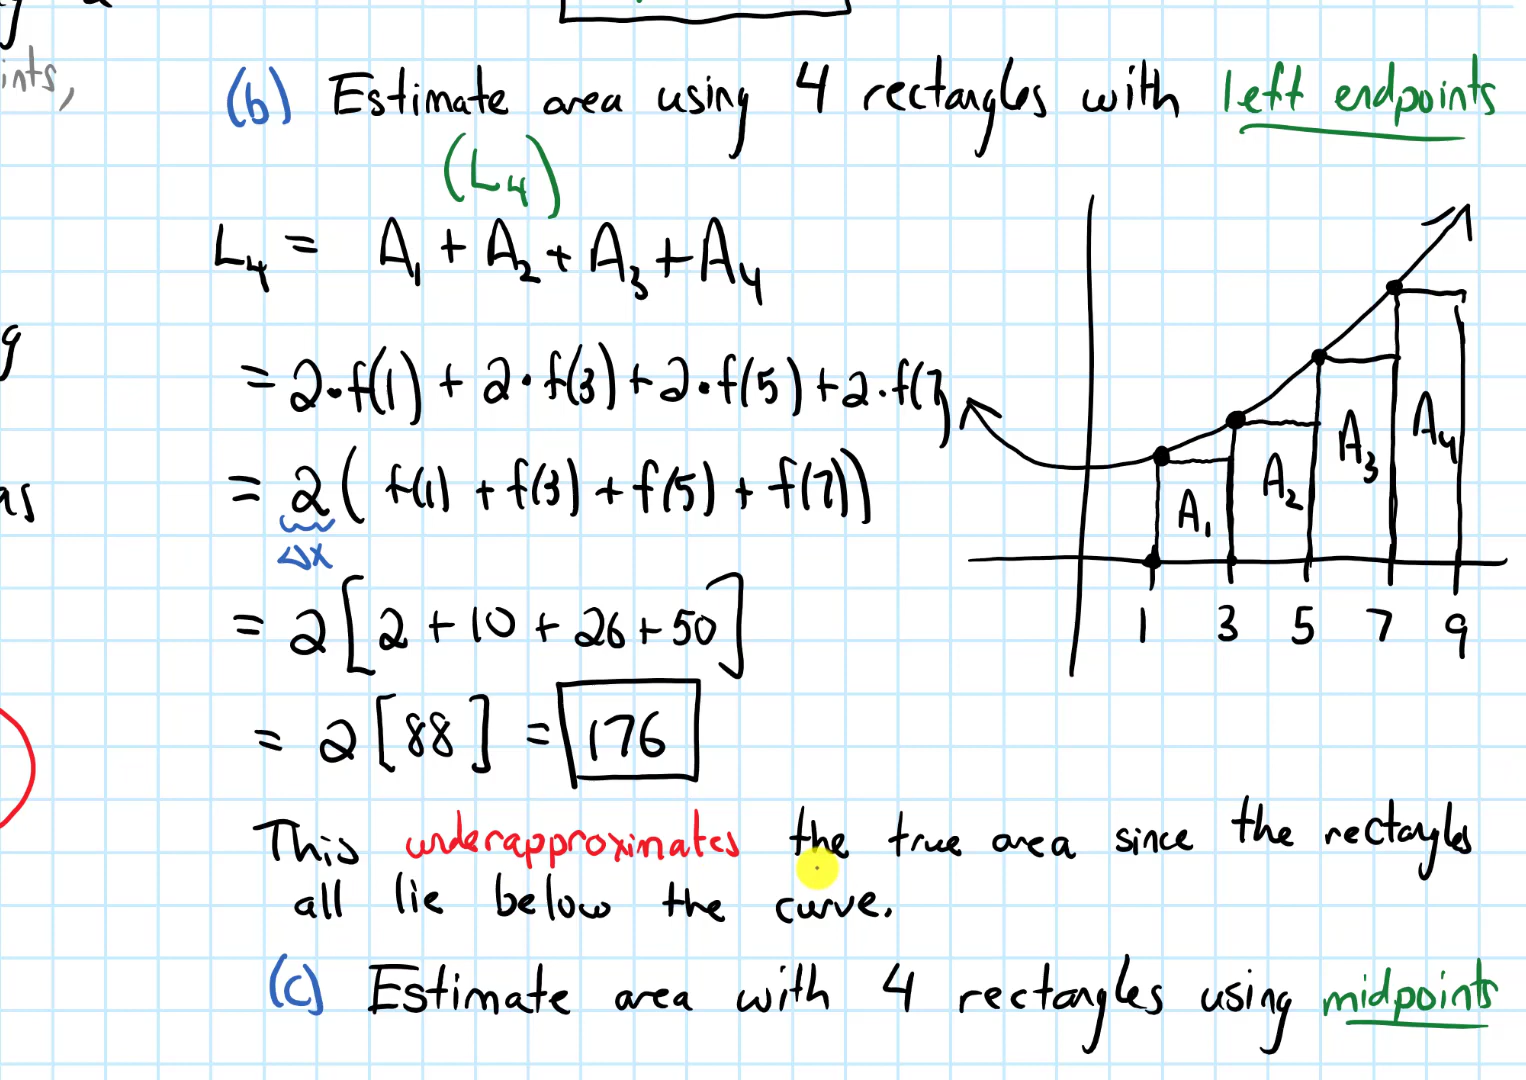 ints,
g
as
(b) Estimate area using 4 rectangles with left endpoints
(L₄)
L₄ = A₁ + A₂ + A₃ + A₄
= 2·f(1) + 2·f(3) + 2·f(5) + 2·f(7)
= 2 ( f(1) + f(3) + f(5) + f(7))
Δx
= 2 [ 2 + 10 + 26 + 50 ]
= 2 [ 88 ] = 176
A₁ A₂ A₃ A₄
1 3 5 7 9
This underapproximates the true area since the rectangles
all lie below the curve.
(c) Estimate area with 4 rectangles using midpoints